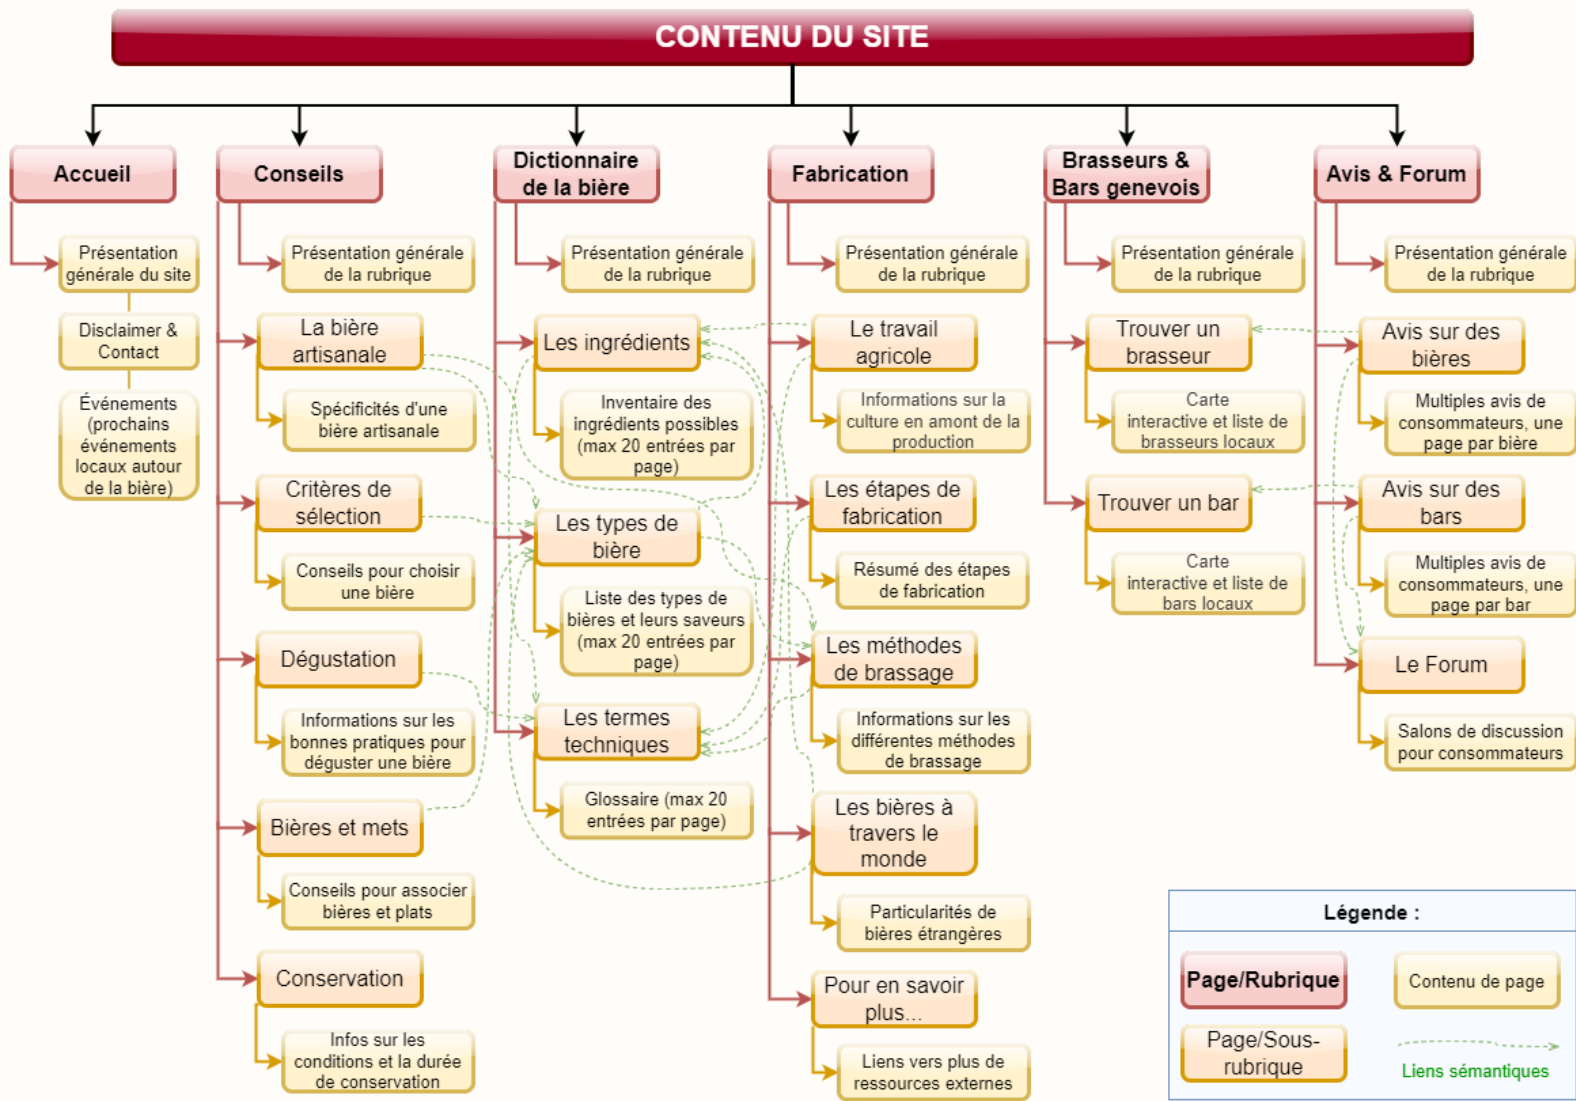 CONTENU DU SITE
Accueil
Présentation
générale du site
Disclaimer &
Contact
Événements
(prochains
événements
locaux autour
de la bière)
Conseils
Présentation générale
de la rubrique
La bière
artisanale
Spécificités d'une
bière artisanale
Critères de
sélection
Conseils pour choisir
une bière
Dégustation
Informations sur les
bonnes pratiques pour
déguster une bière
Bières et mets
Conseils pour associer
bières et plats
Conservation
Infos sur les
conditions et la durée
de conservation
Dictionnaire
de la bière
Présentation générale
de la rubrique
Les ingrédients
Inventaire des
ingrédients possibles
(max 20 entrées par
page)
Les types de
bière
Liste des types de
bières et leurs saveurs
(max 20 entrées par
page)
Les termes
techniques
Glossaire (max 20
entrées par page)
Fabrication
Présentation générale
de la rubrique
Le travail
agricole
Informations sur la
culture en amont de la
production
Les étapes de
fabrication
Résumé des étapes
de fabrication
Les méthodes
de brassage
Informations sur les
différentes méthodes
de brassage
Les bières à
travers le
monde
Particularités de
bières étrangères
Pour en savoir
plus...
Liens vers plus de
ressources externes
Brasseurs &
Bars genevois
Présentation générale
de la rubrique
Trouver un
brasseur
Carte
interactive et liste de
brasseurs locaux
Trouver un bar
Carte
interactive et liste de
bars locaux
Avis & Forum
Présentation générale
de la rubrique
Avis sur des
bières
Multiples avis de
consommateurs, une
page par bière
Avis sur des
bars
Multiples avis de
consommateurs, une
page par bar
Le Forum
Salons de discussion
pour consommateurs
Légende :
Page/Rubrique
Contenu de page
Page/Sous-
rubrique
Liens sémantiques